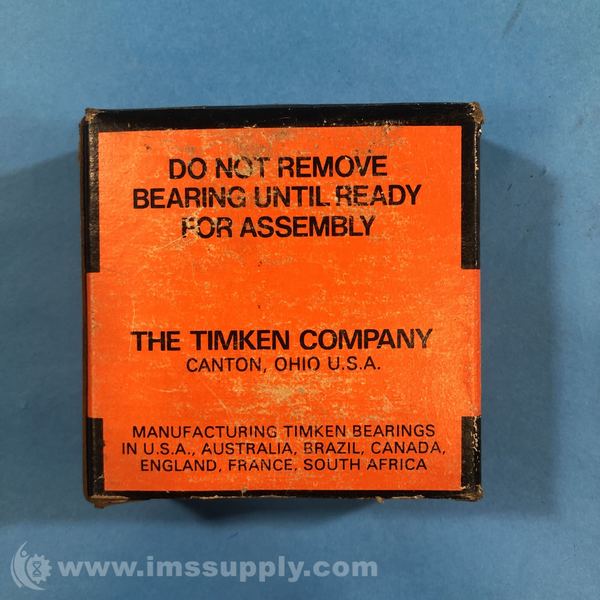 DO NOT REMOVE
BEARING UNTIL READY
FOR ASSEMBLY
THE TIMKEN COMPANY
CANTON, OHIO U.S.A.
MANUFACTURING TIMKEN BEARINGS
IN U.S.A., AUSTRALIA, BRAZIL, CANADA,
ENGLAND, FRANCE, SOUTH AFRICA
www.imssupply.com